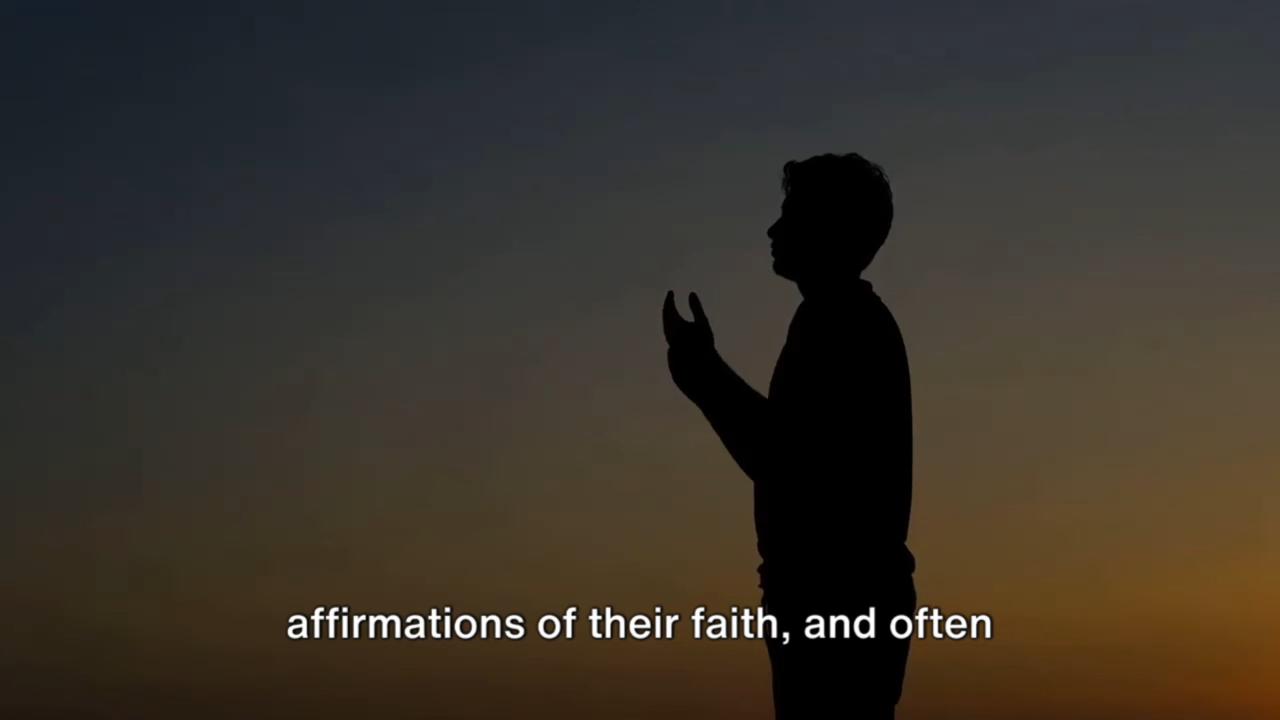 affirmations of their faith, and often